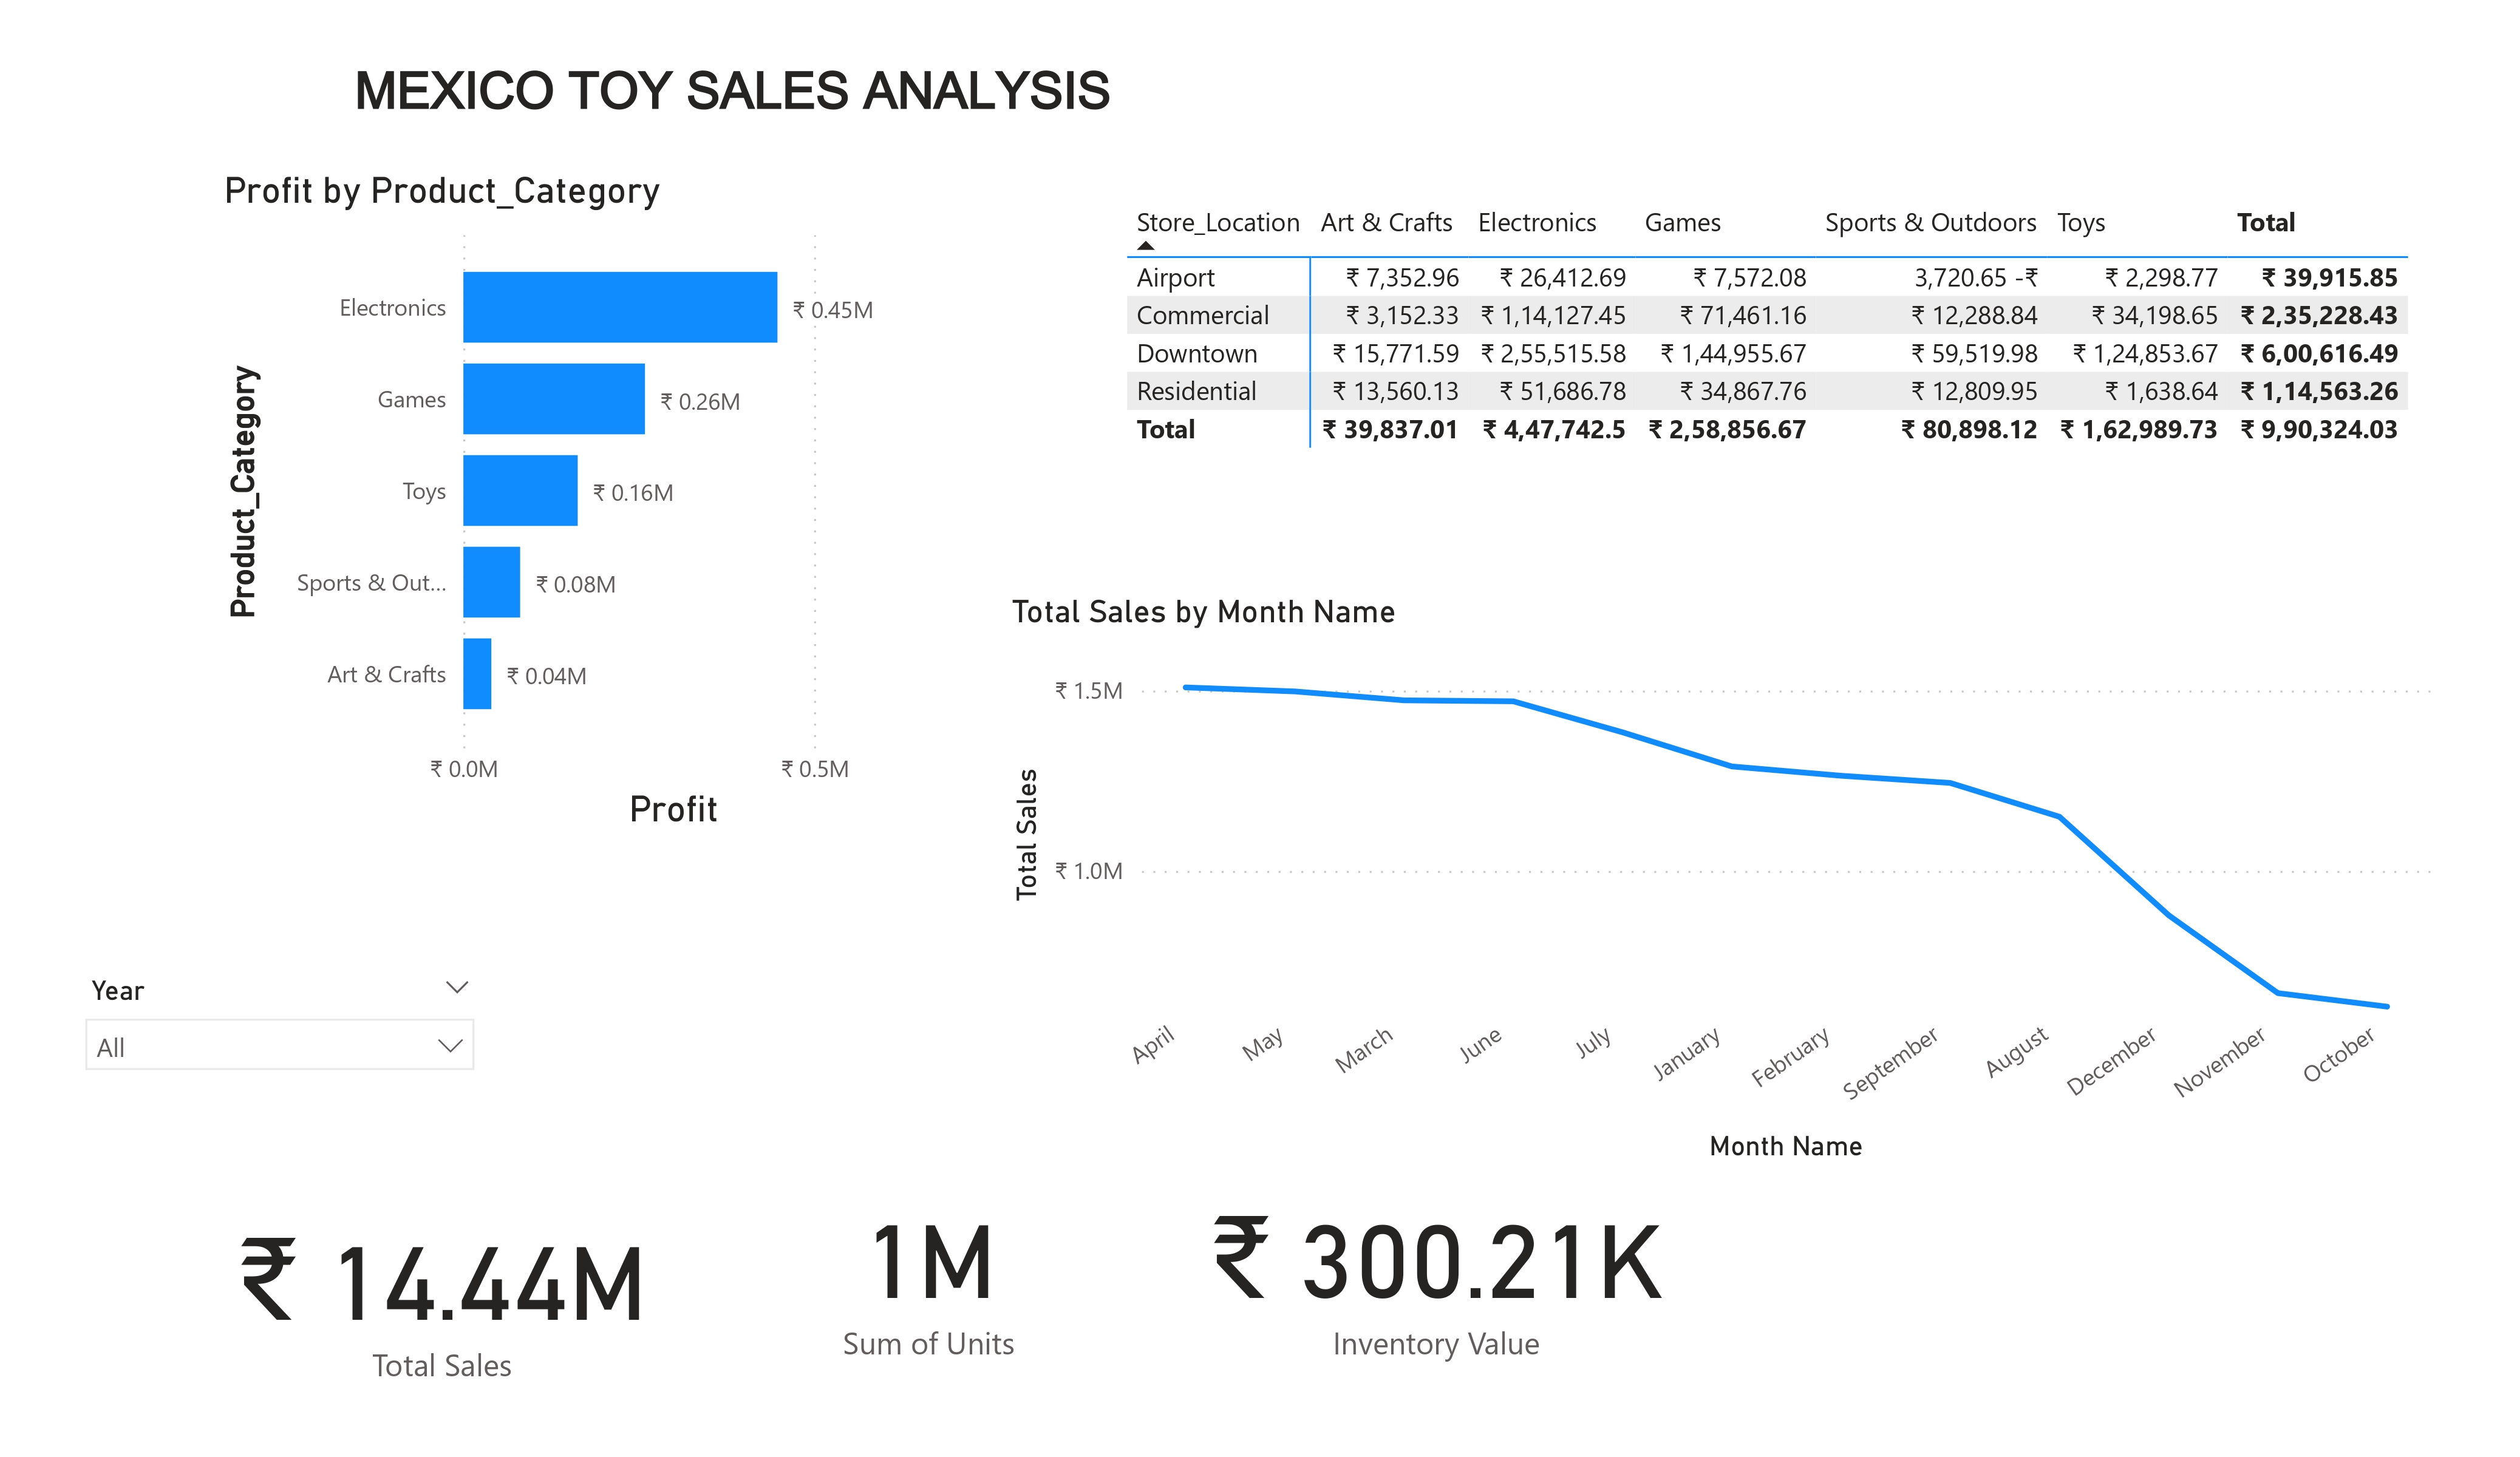 MEXICO TOY SALES ANALYSIS
Profit by Product_Category
Product_Category
Electronics ₹ 0.45M
Games ₹ 0.26M
Toys ₹ 0.16M
Sports & Out... ₹ 0.08M
Art & Crafts ₹ 0.04M
₹ 0.0M ₹ 0.5M
Profit
Store_Location Art & Crafts Electronics Games Sports & Outdoors Toys Total
Airport ₹ 7,352.96 ₹ 26,412.69 ₹ 7,572.08 3,720.65 -₹ ₹ 2,298.77 ₹ 39,915.85
Commercial ₹ 3,152.33 ₹ 1,14,127.45 ₹ 71,461.16 ₹ 12,288.84 ₹ 34,198.65 ₹ 2,35,228.43
Downtown ₹ 15,771.59 ₹ 2,55,515.58 ₹ 1,44,955.67 ₹ 59,519.98 ₹ 1,24,853.67 ₹ 6,00,616.49
Residential ₹ 13,560.13 ₹ 51,686.78 ₹ 34,867.76 ₹ 12,809.95 ₹ 1,638.64 ₹ 1,14,563.26
Total ₹ 39,837.01 ₹ 4,47,742.5 ₹ 2,58,856.67 ₹ 80,898.12 ₹ 1,62,989.73 ₹ 9,90,324.03
Total Sales by Month Name
Total Sales
₹ 1.5M
₹ 1.0M
April May March June July January February September August December November October
Month Name
Year
All
₹ 14.44M
Total Sales
1M
Sum of Units
₹ 300.21K
Inventory Value